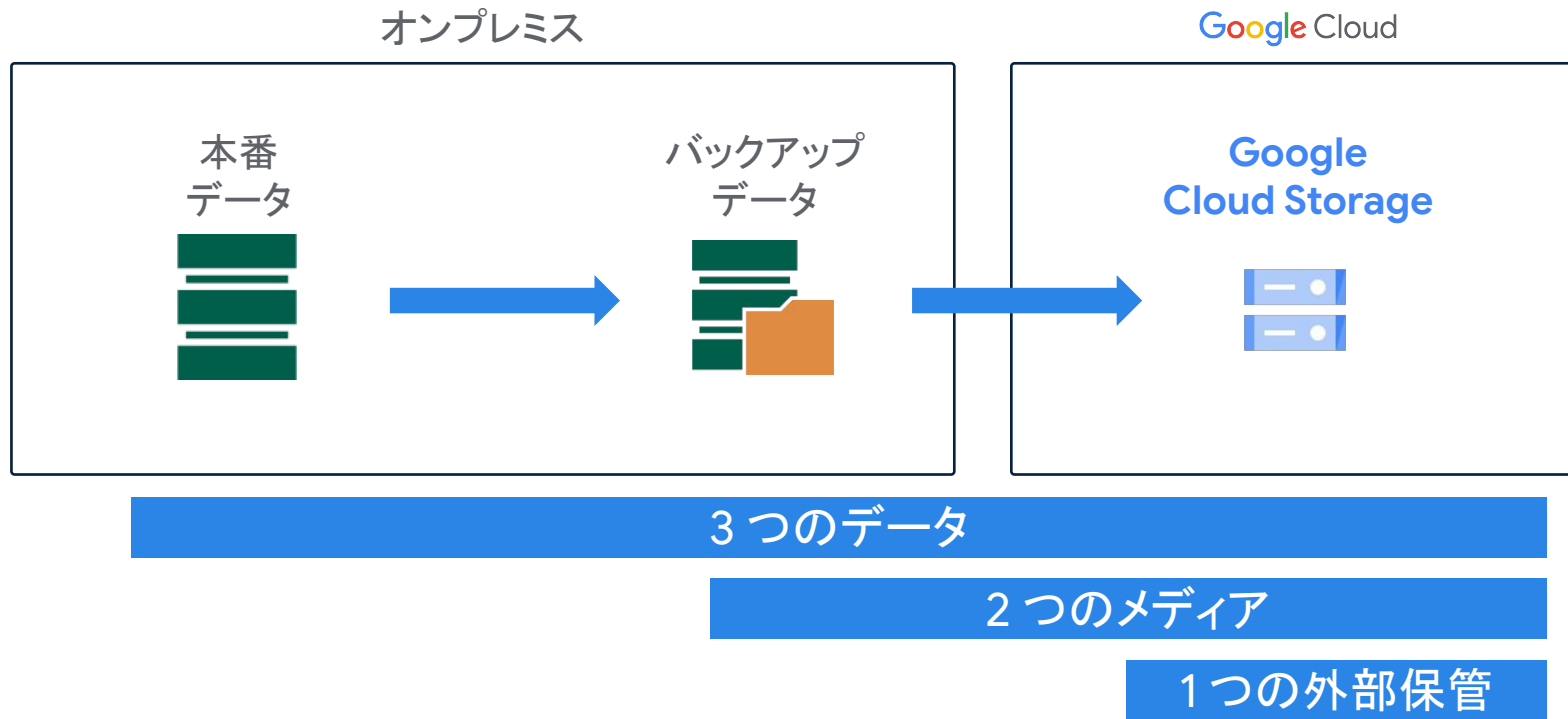 オンプレミス
Google Cloud
本番
データ
バックアップ
データ
Google
Cloud Storage
3 つのデータ
2 つのメディア
1 つの外部保管